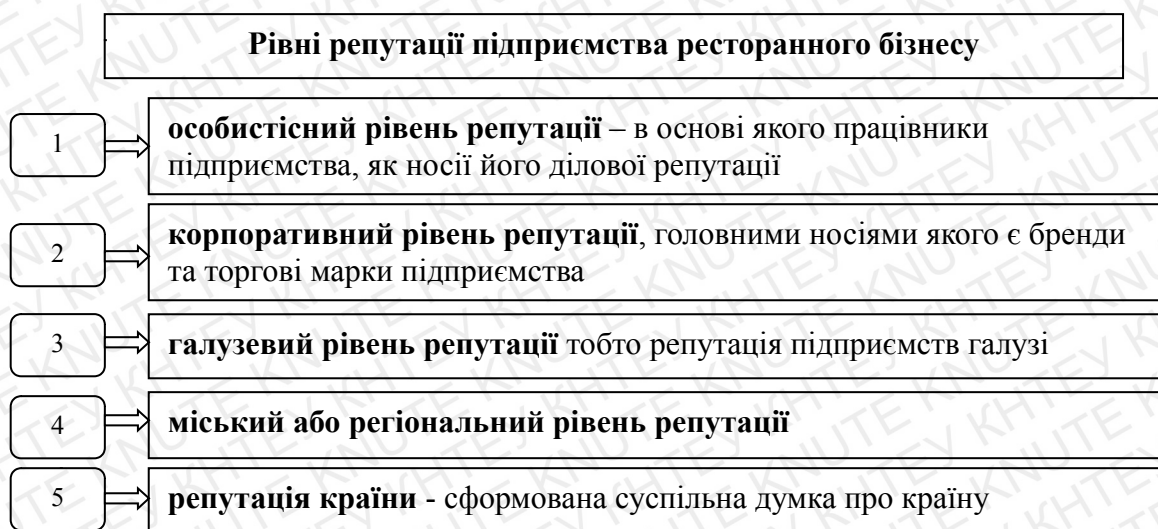 Рівні репутації підприємства ресторанного бізнесу
1
особистісний рівень репутації – в основі якого працівники
підприємства, як носії його ділової репутації
2
корпоративний рівень репутації, головними носіями якого є бренди
та торгові марки підприємства
3
галузевий рівень репутації тобто репутація підприємств галузі
4
міський або регіональний рівень репутації
5
репутація країни - сформована суспільна думка про країну